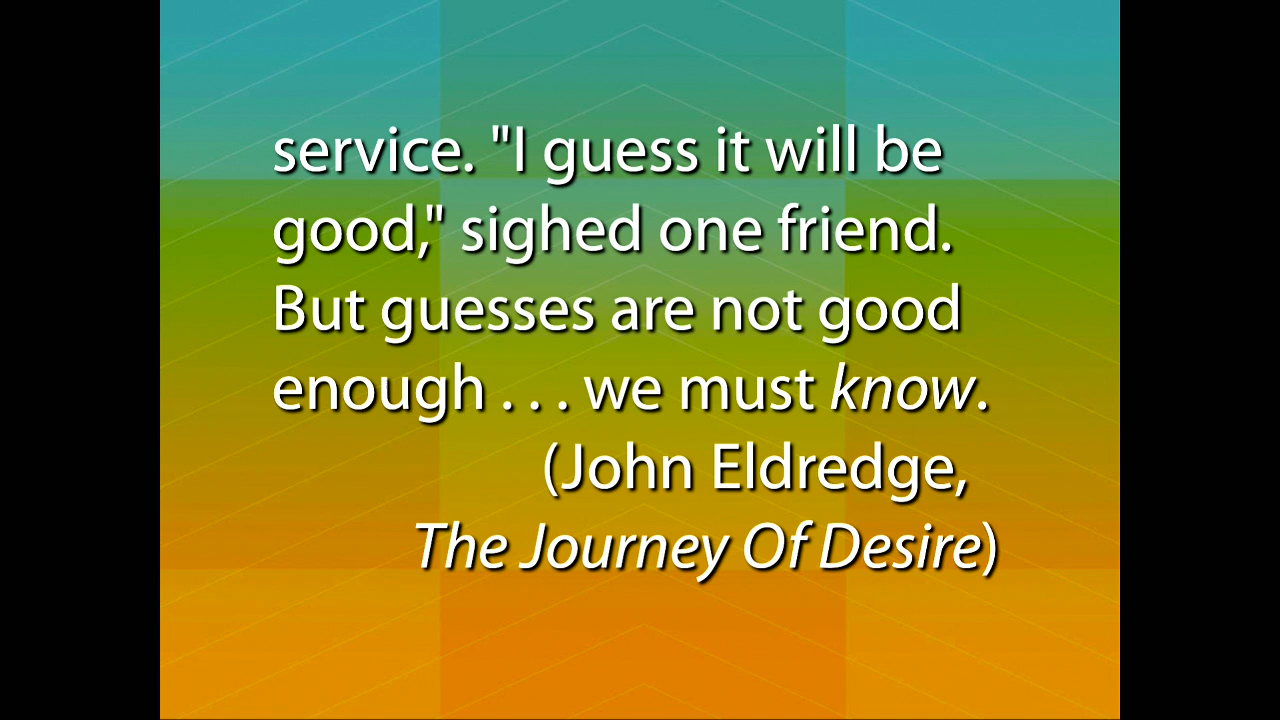 service. "I guess it will be
good," sighed one friend.
But guesses are not good
enough . . . we must know.
(John Eldredge,
The Journey Of Desire)